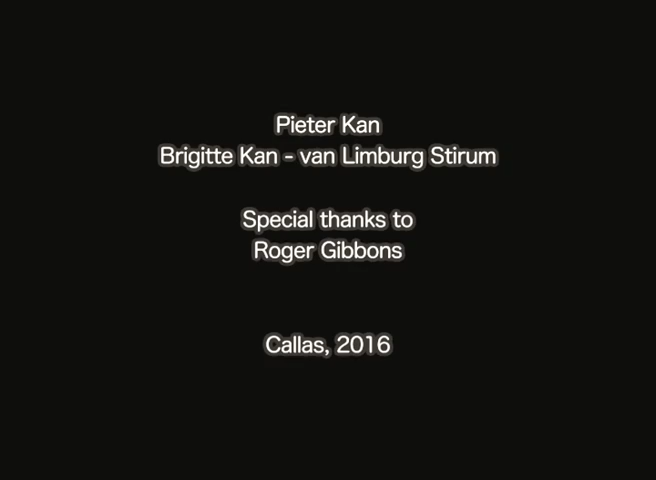 Pieter Kan
Brigitte Kan - van Limburg Stirum
Special thanks to
Roger Gibbons
Callas, 2016